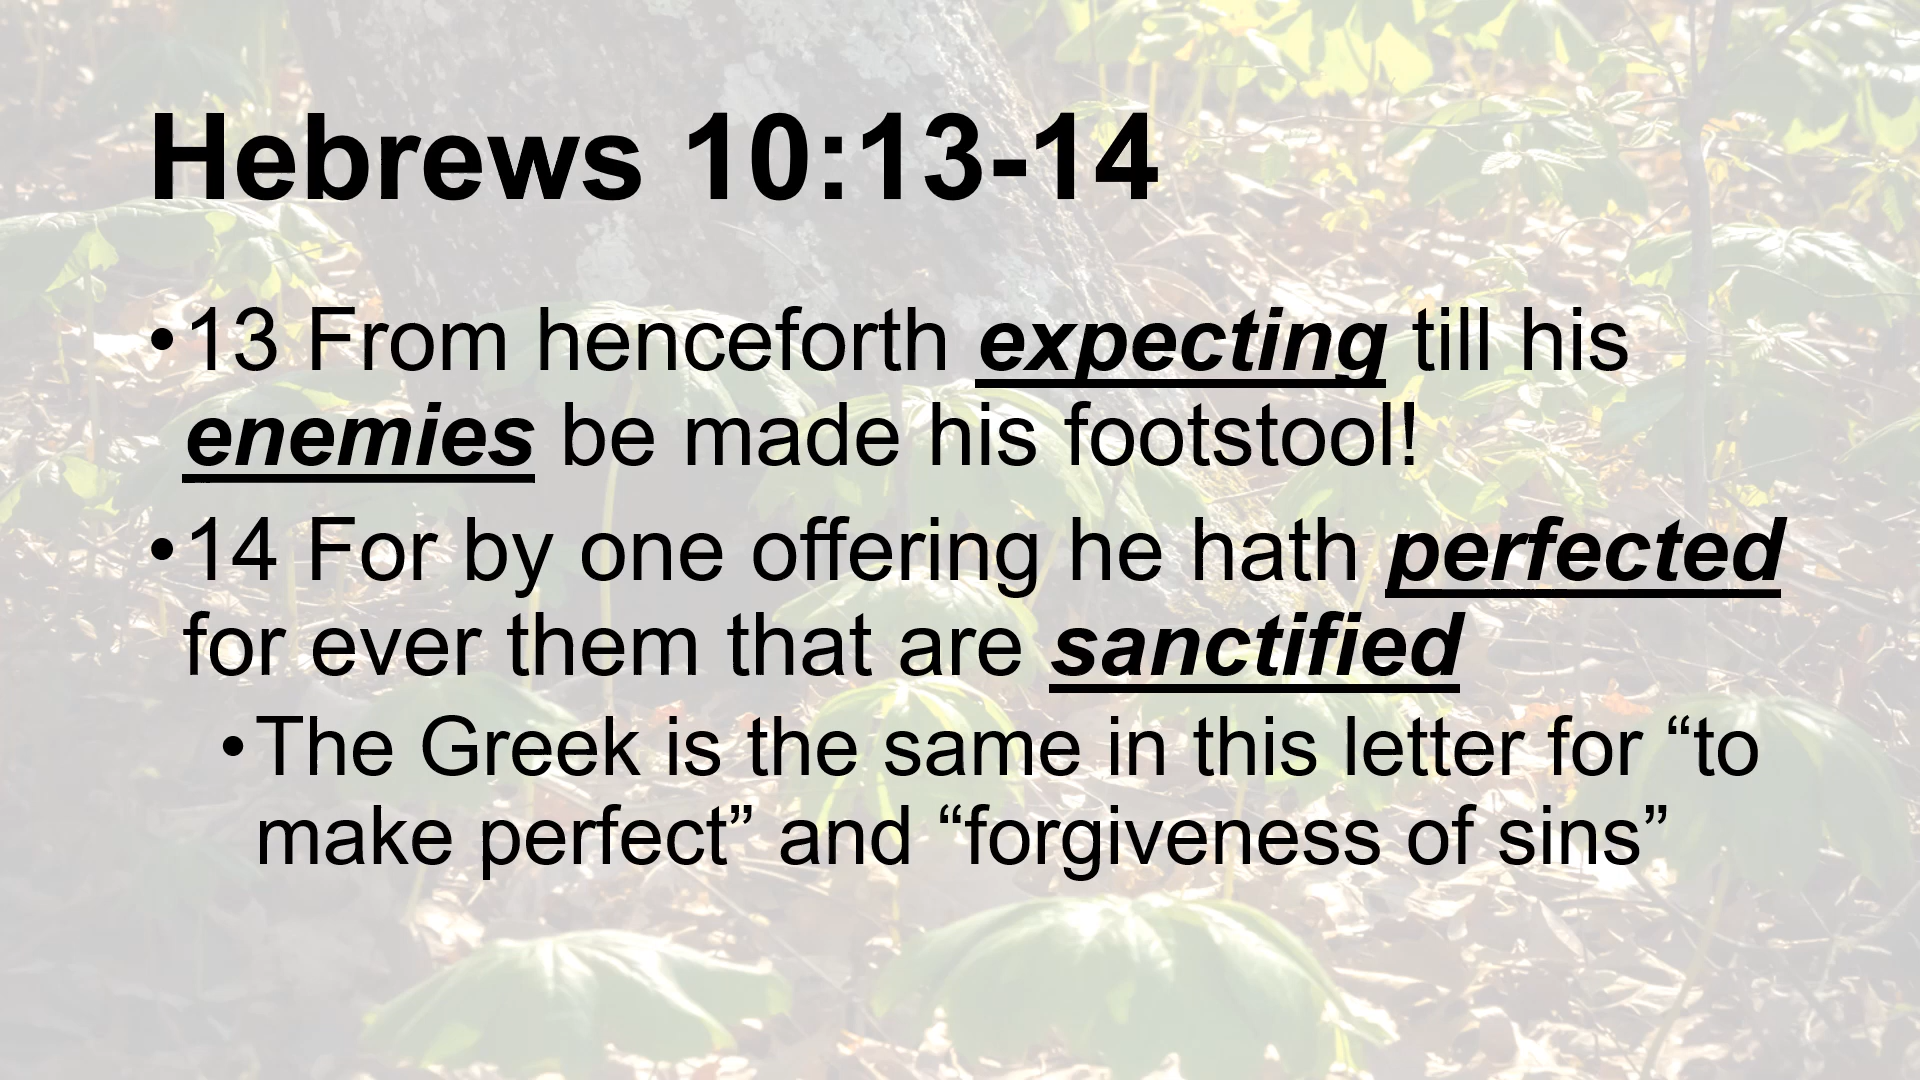 Hebrews 10:13-14
•13 From henceforth expecting till his
enemies be made his footstool!
•14 For by one offering he hath perfected
for ever them that are sanctified
•The Greek is the same in this letter for “to
make perfect” and “forgiveness of sins”